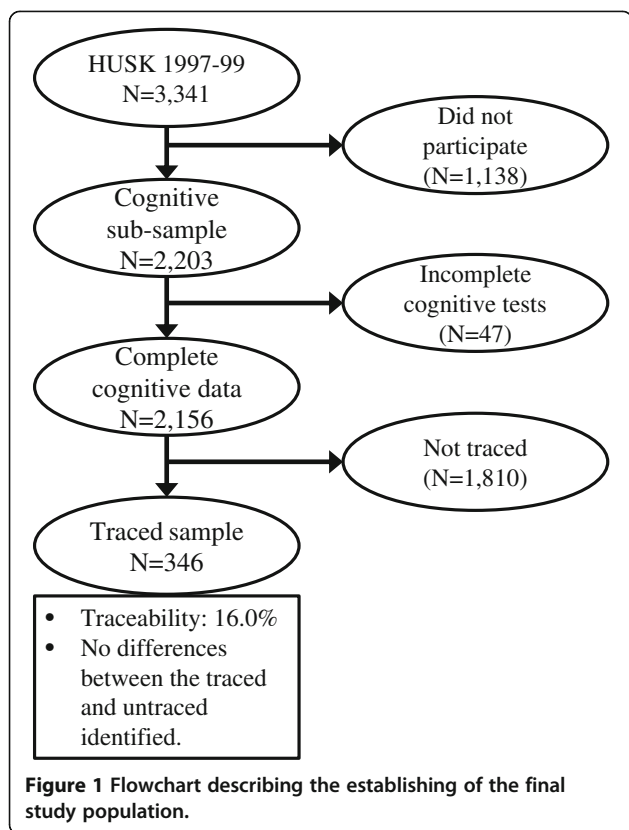 HUSK 1997-99
N=3,341
Did not
participate
(N=1,138)
Cognitive
sub-sample
N=2,203
Incomplete
cognitive tests
(N=47)
Complete
cognitive data
N=2,156
Not traced
(N=1,810)
Traced sample
N=346
• Traceability: 16.0%
• No differences
between the traced
and untraced
identified.
Figure 1 Flowchart describing the establishing of the final
study population.